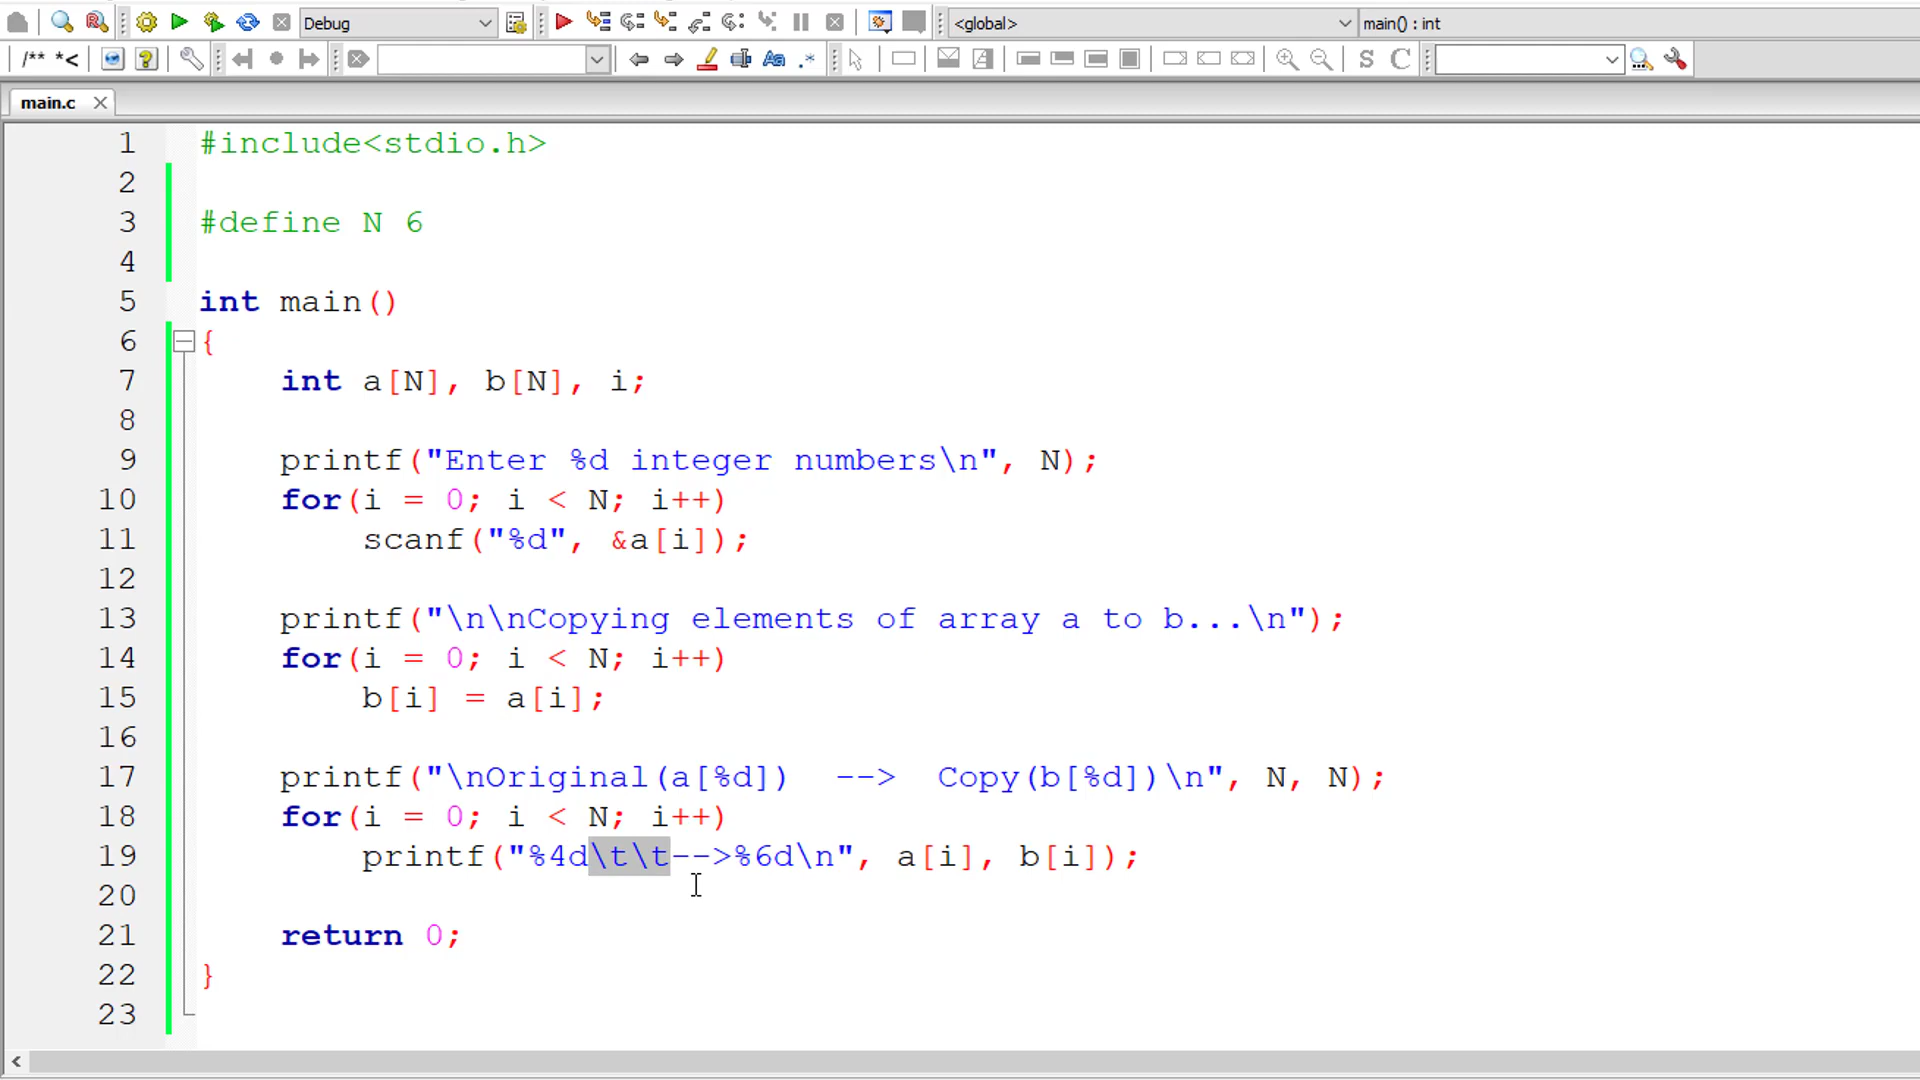 Debug
<global>
main() : int
/** *<
Aa
.*
S
C
main.c
1 #include<stdio.h>
2
3 #define N 6
4
5 int main()
6 {
7 int a[N], b[N], i;
8
9 printf("Enter %d integer numbers\n", N);
10 for(i = 0; i < N; i++)
11 scanf("%d", &a[i]);
12
13 printf("\n\nCopying elements of array a to b...\n");
14 for(i = 0; i < N; i++)
15 b[i] = a[i];
16
17 printf("\nOriginal(a[%d])  -->  Copy(b[%d])\n", N, N);
18 for(i = 0; i < N; i++)
19 printf("%4d\t\t-->%6d\n", a[i], b[i]);
20
21 return 0;
22 }
23